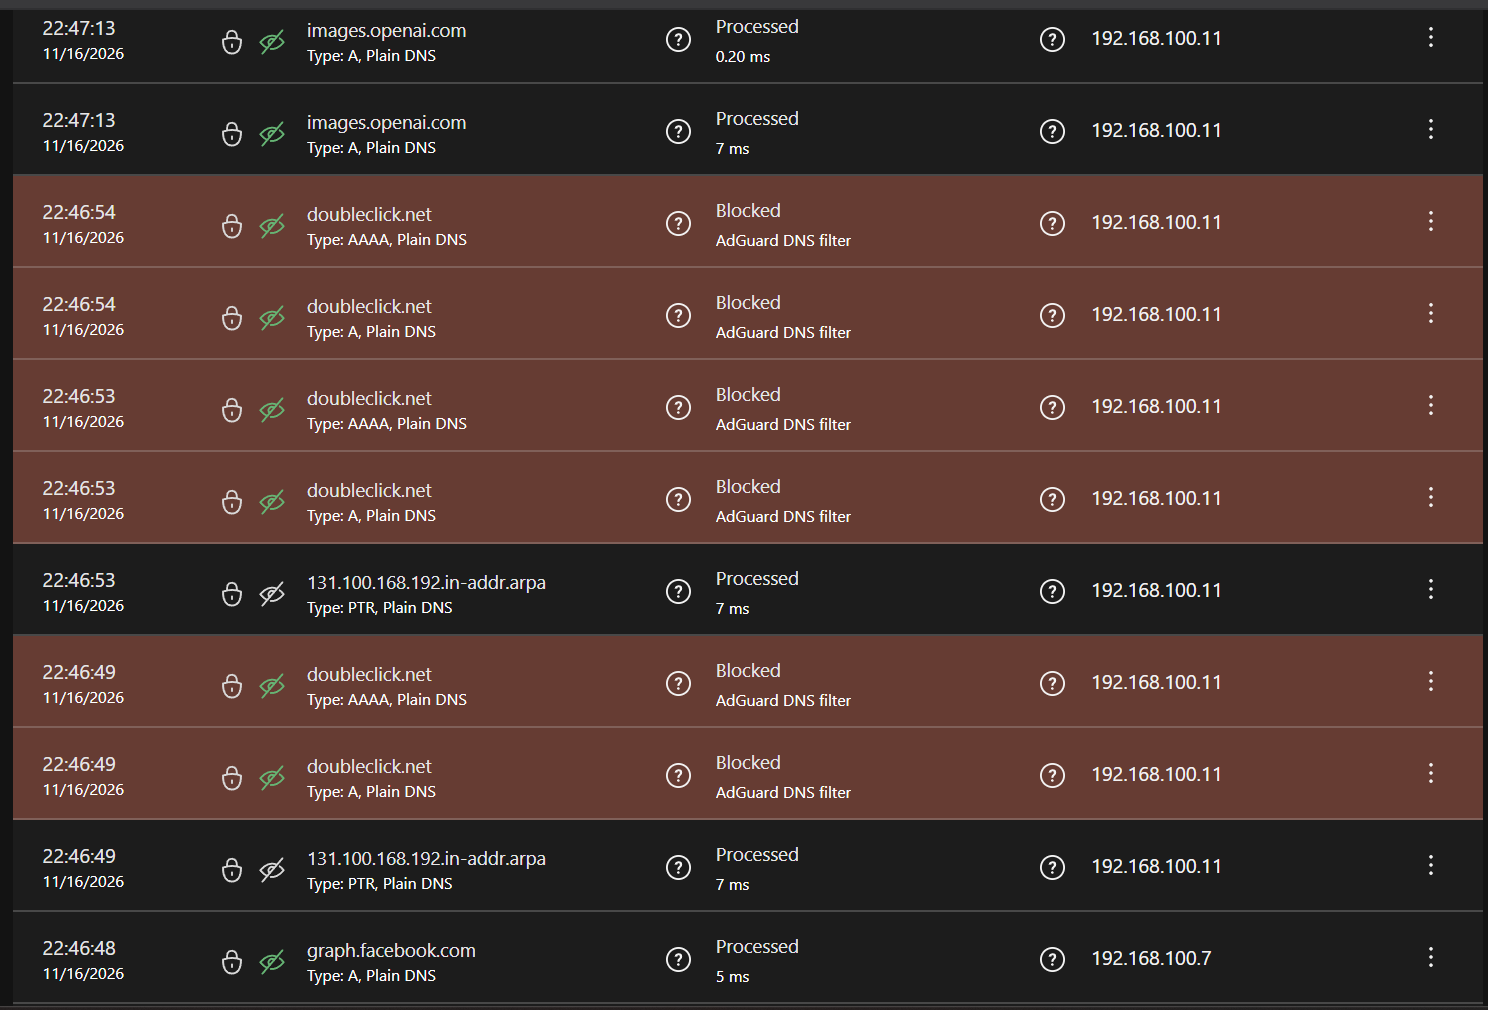 22:47:13
11/16/2026
images.openai.com
Type: A, Plain DNS
Processed
0.20 ms
192.168.100.11
22:47:13
11/16/2026
images.openai.com
Type: A, Plain DNS
Processed
7 ms
192.168.100.11
22:46:54
11/16/2026
doubleclick.net
Type: AAAA, Plain DNS
Blocked
AdGuard DNS filter
192.168.100.11
22:46:54
11/16/2026
doubleclick.net
Type: A, Plain DNS
Blocked
AdGuard DNS filter
192.168.100.11
22:46:53
11/16/2026
doubleclick.net
Type: AAAA, Plain DNS
Blocked
AdGuard DNS filter
192.168.100.11
22:46:53
11/16/2026
doubleclick.net
Type: A, Plain DNS
Blocked
AdGuard DNS filter
192.168.100.11
22:46:53
11/16/2026
131.100.168.192.in-addr.arpa
Type: PTR, Plain DNS
Processed
7 ms
192.168.100.11
22:46:49
11/16/2026
doubleclick.net
Type: AAAA, Plain DNS
Blocked
AdGuard DNS filter
192.168.100.11
22:46:49
11/16/2026
doubleclick.net
Type: A, Plain DNS
Blocked
AdGuard DNS filter
192.168.100.11
22:46:49
11/16/2026
131.100.168.192.in-addr.arpa
Type: PTR, Plain DNS
Processed
7 ms
192.168.100.11
22:46:48
11/16/2026
graph.facebook.com
Type: A, Plain DNS
Processed
5 ms
192.168.100.7